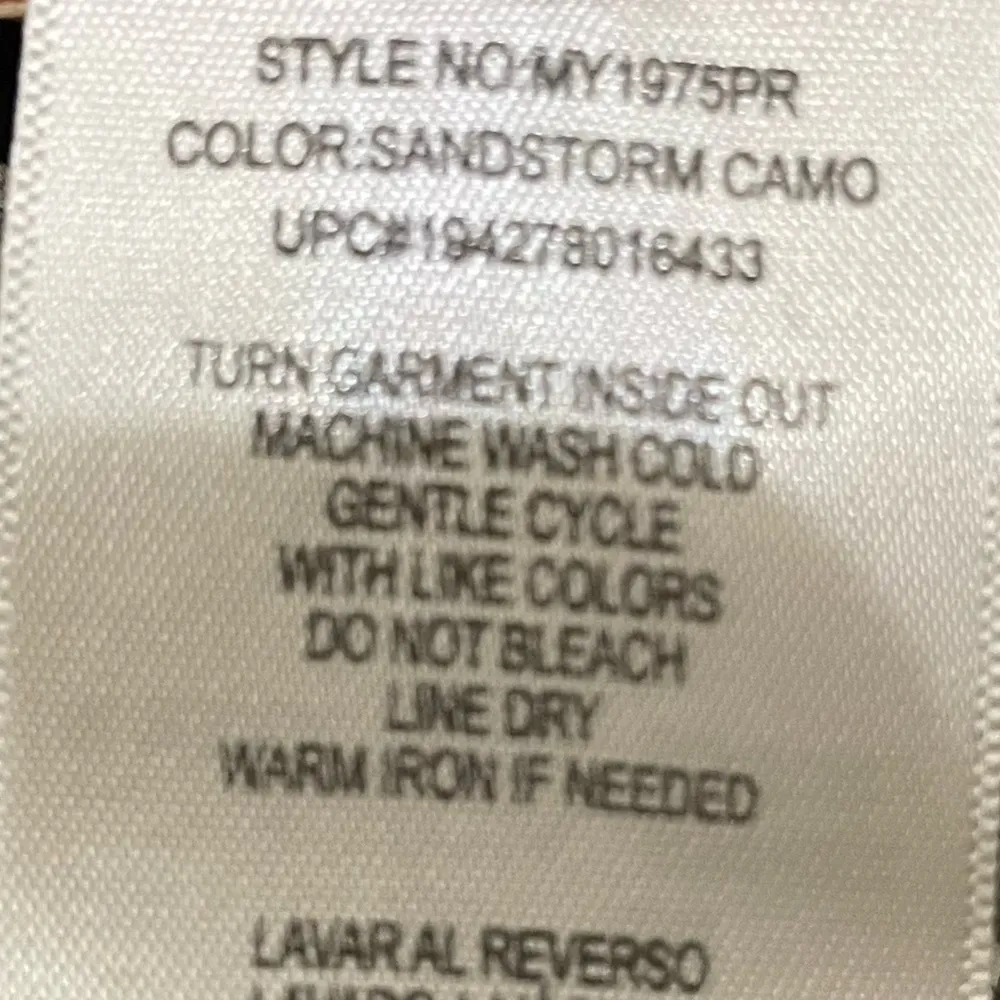 STYLE NO:MY1975PR
COLOR:SANDSTORM CAMO
UPC#194278016433
TURN GARMENT INSIDE OUT
MACHINE WASH COLD
GENTLE CYCLE
WITH LIKE COLORS
DO NOT BLEACH
LINE DRY
WARM IRON IF NEEDED
LAVAR AL REVERSO